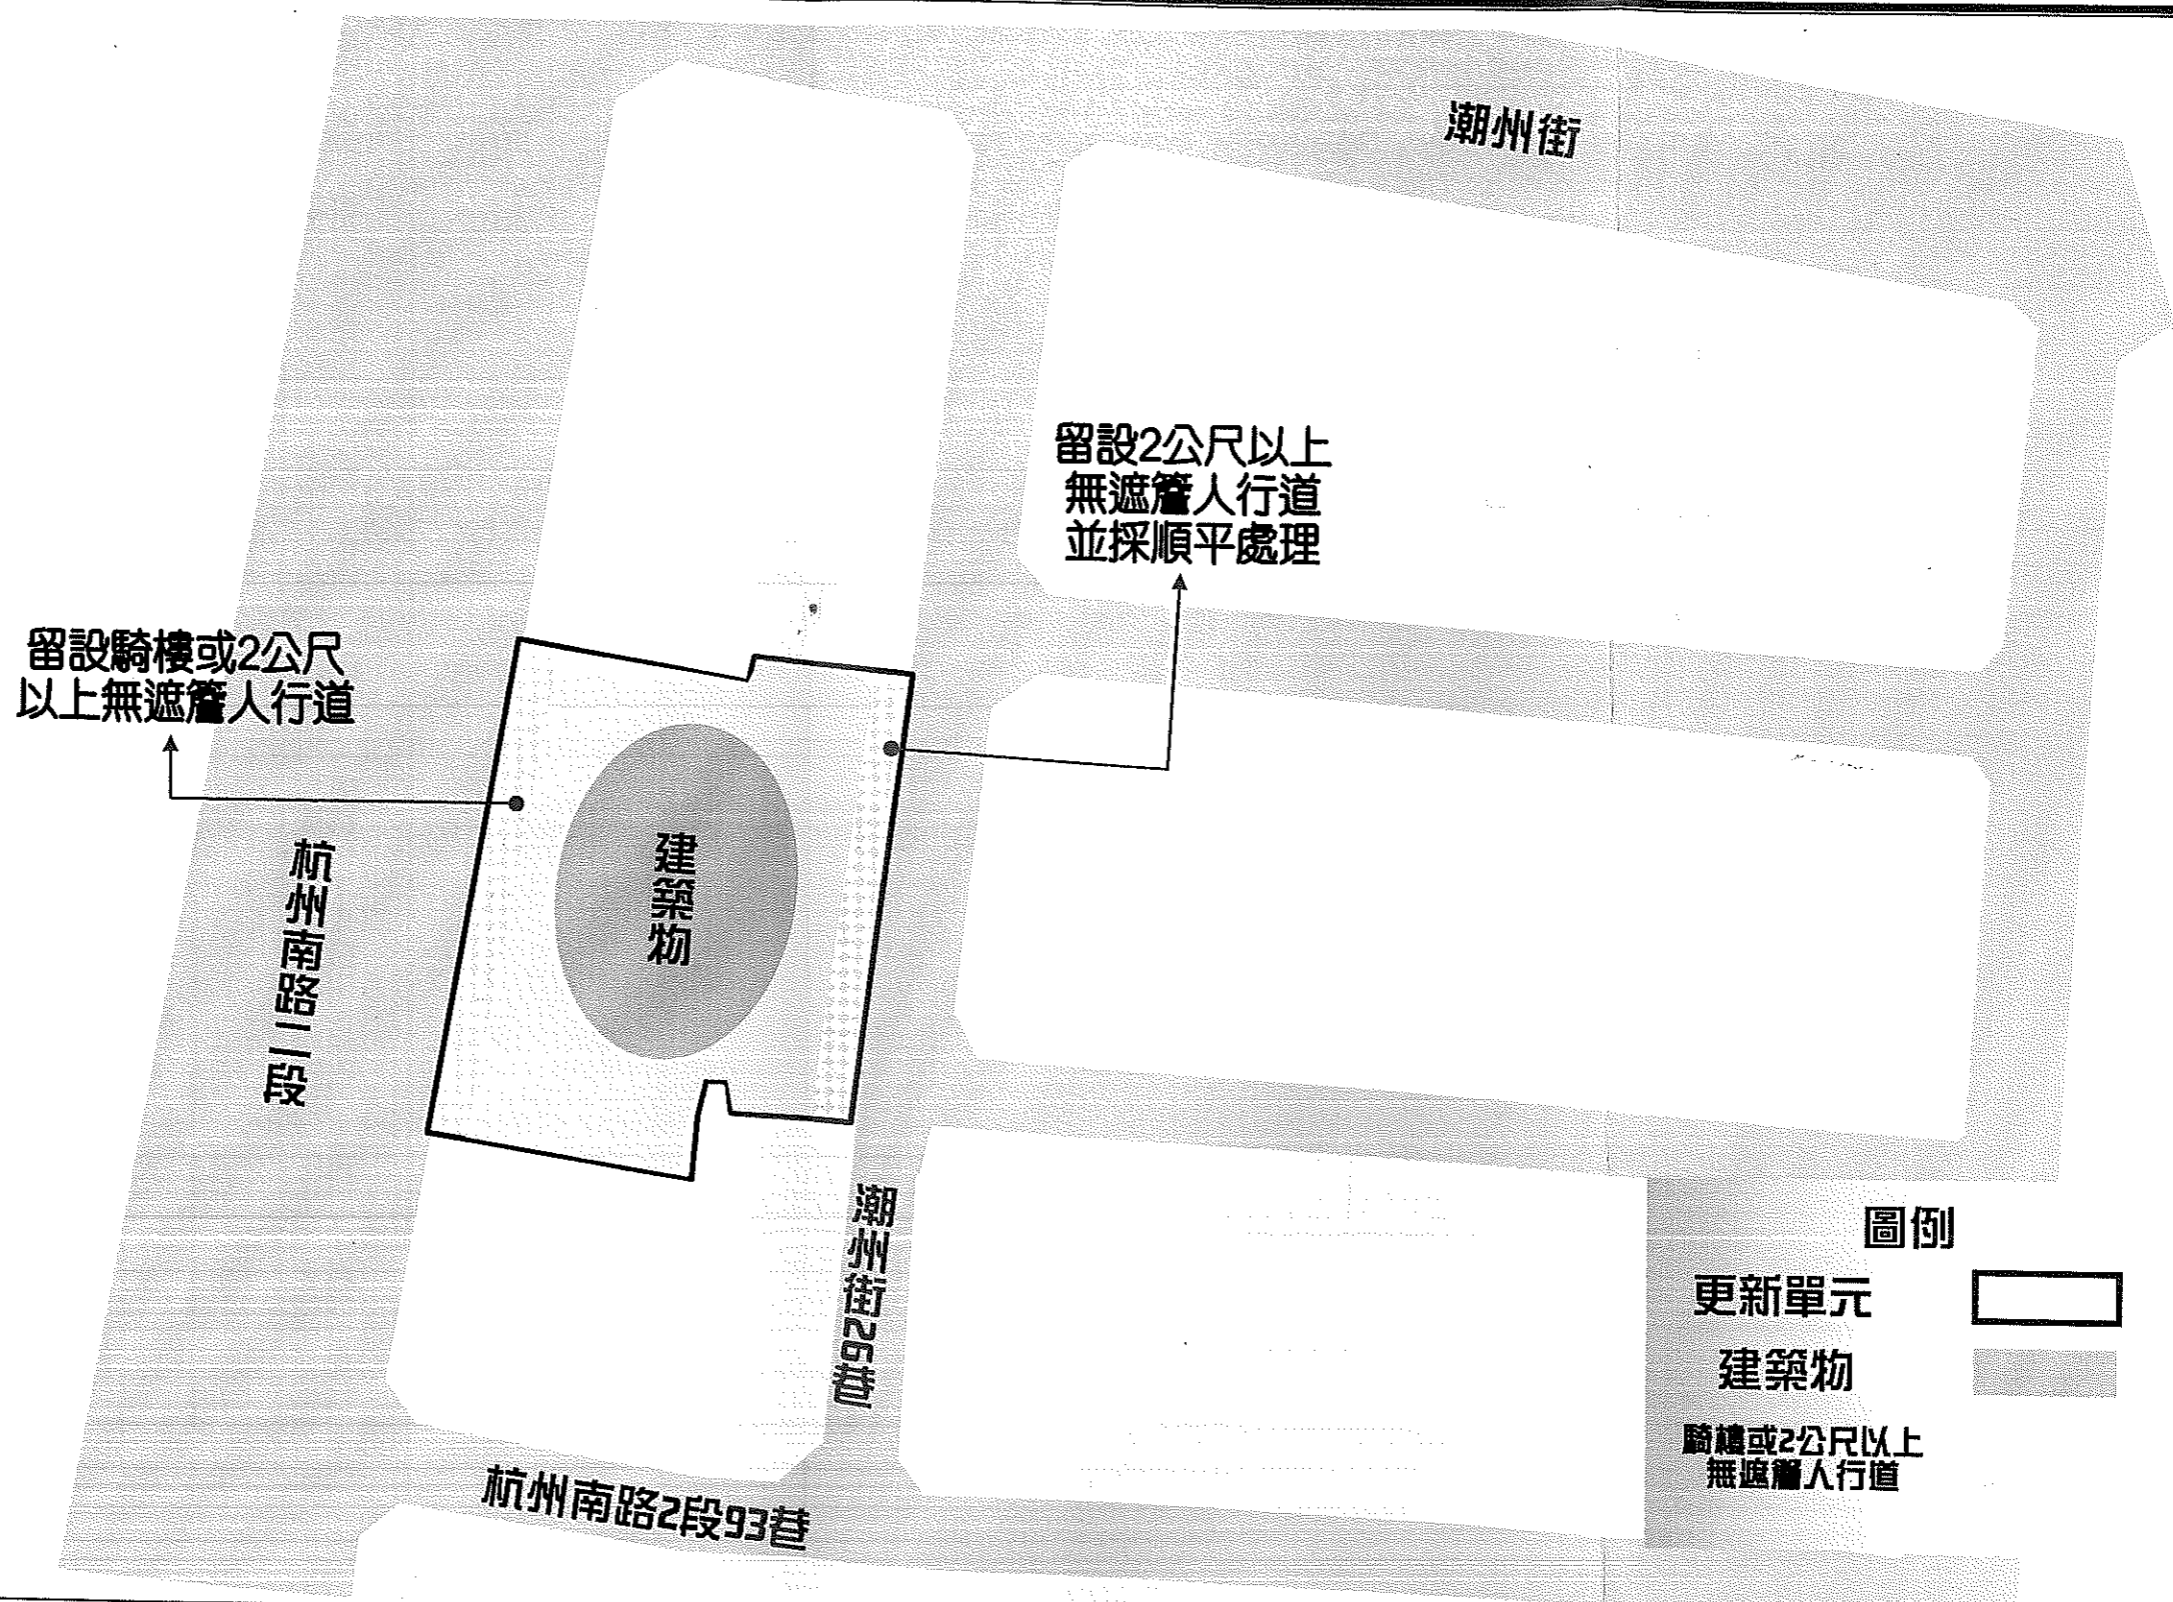 潮州街
留設2公尺以上
無遮簷人行道
並採順平處理
留設騎樓或2公尺
以上無遮簷人行道
建築物
杭州南路二段
潮州街26巷
杭州南路2段93巷
圖例
更新單元
建築物
騎樓或2公尺以上
無遮簷人行道